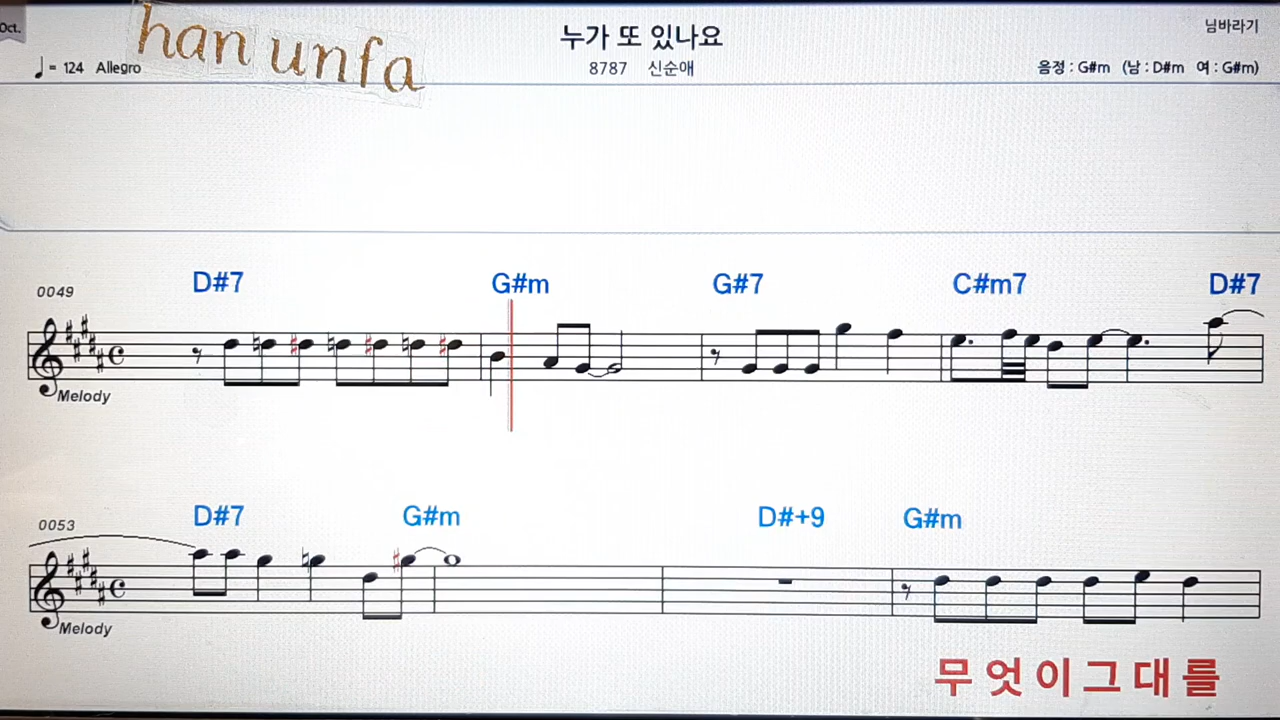 Oct.
han unfa
누가 또 있나요
님바라기
♩= 124 Allegro
8787 신순애
음정 : G#m (남 : D#m 여 : G#m)
D#7 G#m G#7 C#m7 D#7
0049
Melody
D#7 G#m D#+9 G#m
0053
Melody
무 엇 이 그 대 를